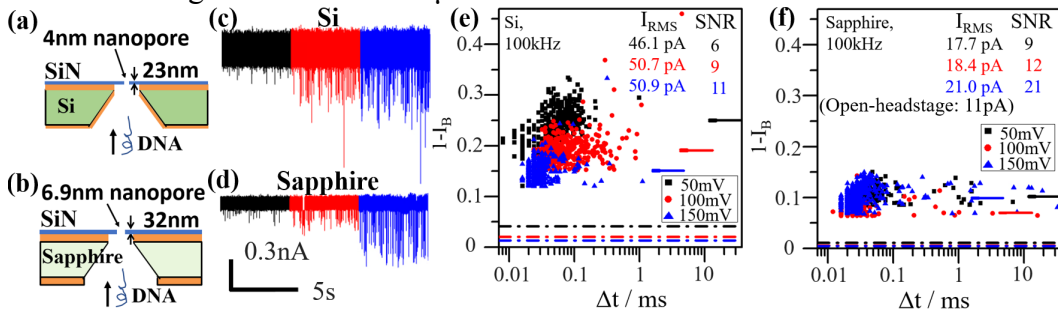 (a)
4nm nanopore
SiN
23nm
Si
DNA
(b)
6.9nm nanopore
SiN
32nm
Sapphire
DNA
(c)
Si
(d)
Sapphire
0.3nA
5s
(e)
Si,
100kHz
I_RMS SNR
46.1 pA 6
50.7 pA 9
50.9 pA 11
50mV
100mV
150mV
1-I_B
0.4
0.3
0.2
0.1
0
0.01 0.1 1 10
Δt / ms
(f)
Sapphire,
100kHz
I_RMS SNR
17.7 pA 9
18.4 pA 12
21.0 pA 21
(Open-headstage: 11pA)
50mV
100mV
150mV
1-I_B
0.4
0.3
0.2
0.1
0
0.01 0.1 1 10
Δt / ms